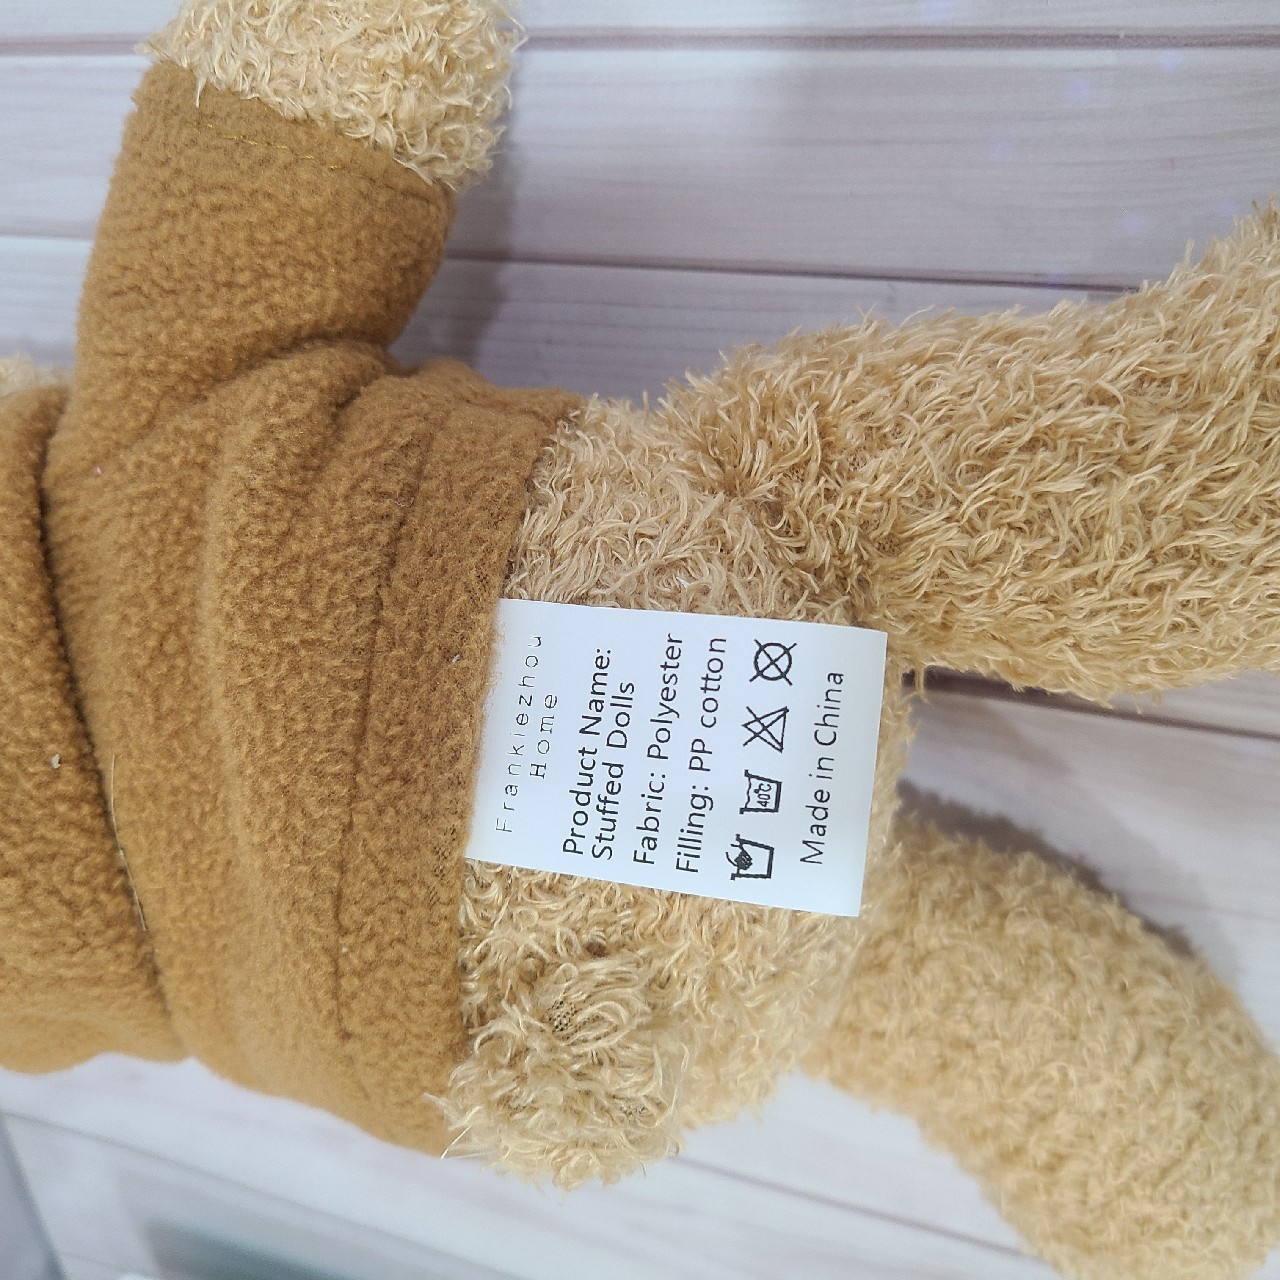 Frankiezhou
Home
Product Name:
Stuffed Dolls
Fabric: Polyester
Filling: PP cotton
40℃
Made in China